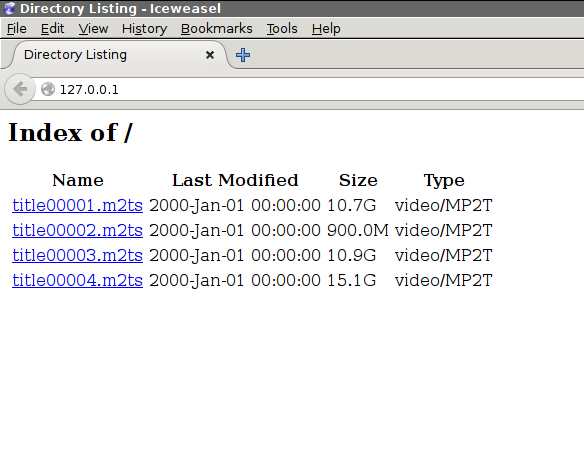 Directory Listing - Iceweasel
File Edit View History Bookmarks Tools Help
Directory Listing
127.0.0.1
Index of /
Name Last Modified Size Type
title00001.m2ts 2000-Jan-01 00:00:00 10.7G video/MP2T
title00002.m2ts 2000-Jan-01 00:00:00 900.0M video/MP2T
title00003.m2ts 2000-Jan-01 00:00:00 10.9G video/MP2T
title00004.m2ts 2000-Jan-01 00:00:00 15.1G video/MP2T